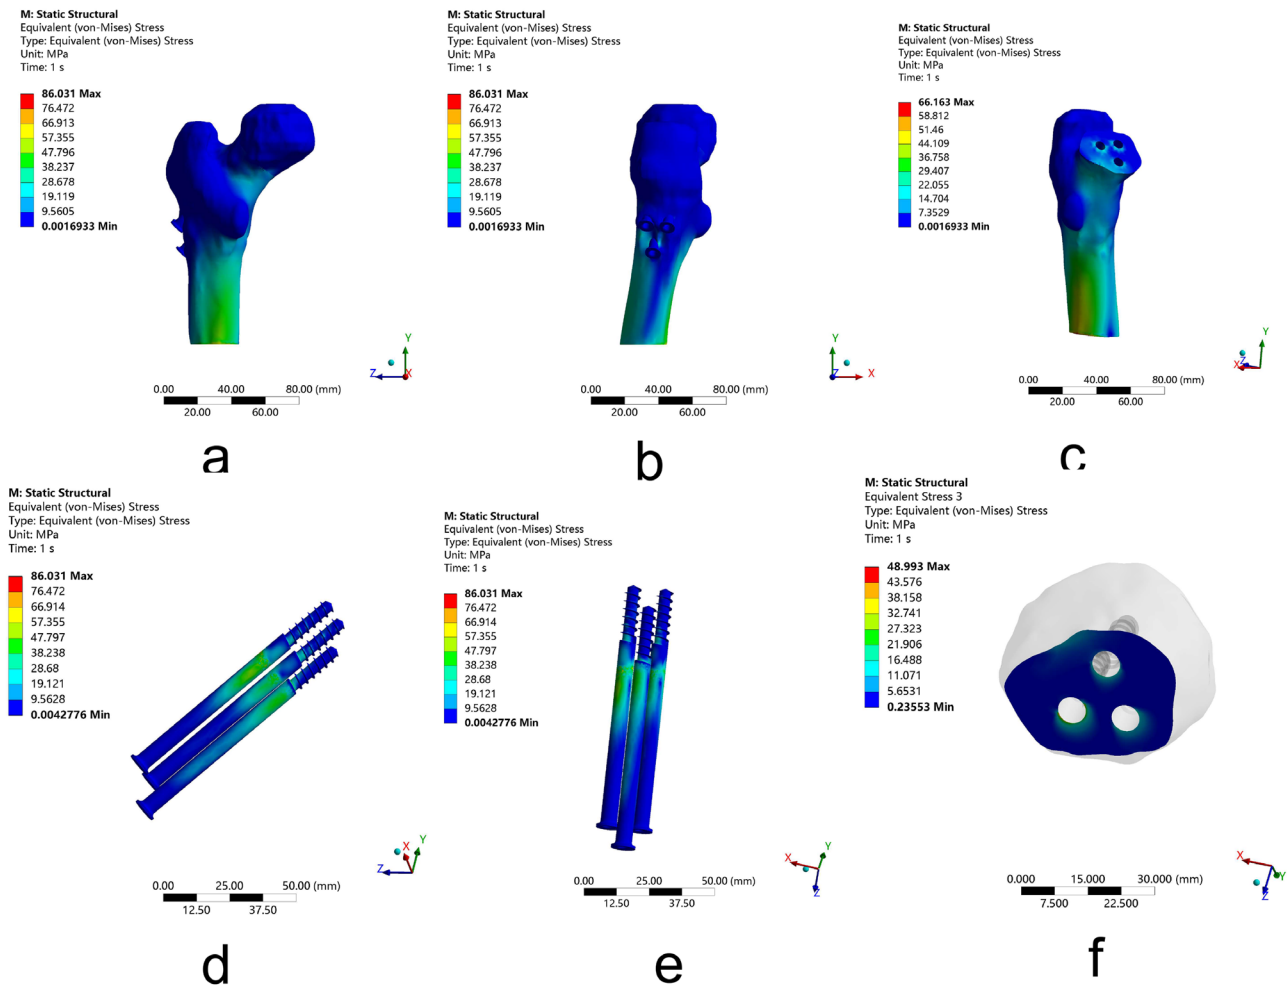 M: Static Structural
Equivalent (von-Mises) Stress
Type: Equivalent (von-Mises) Stress
Unit: MPa
Time: 1 s
86.031 Max
76.472
66.913
57.355
47.796
38.237
28.678
19.119
9.5605
0.0016933 Min
Y
Z
X
0.00
40.00
80.00 (mm)
20.00
60.00
a
M: Static Structural
Equivalent (von-Mises) Stress
Type: Equivalent (von-Mises) Stress
Unit: MPa
Time: 1 s
86.031 Max
76.472
66.913
57.355
47.796
38.237
28.678
19.119
9.5605
0.0016933 Min
Y
Z
X
0.00
40.00
80.00 (mm)
20.00
60.00
b
M: Static Structural
Equivalent (von-Mises) Stress
Type: Equivalent (von-Mises) Stress
Unit: MPa
Time: 1 s
66.163 Max
58.812
51.46
44.109
36.758
29.407
22.055
14.704
7.3529
0.0016933 Min
Y
Z
X
0.00
40.00
80.00 (mm)
20.00
60.00
c
M: Static Structural
Equivalent (von-Mises) Stress
Type: Equivalent (von-Mises) Stress
Unit: MPa
Time: 1 s
86.031 Max
76.472
66.914
57.355
47.797
38.238
28.68
19.121
9.5628
0.0042776 Min
X
Y
Z
0.00
25.00
50.00 (mm)
12.50
37.50
d
M: Static Structural
Equivalent (von-Mises) Stress
Type: Equivalent (von-Mises) Stress
Unit: MPa
Time: 1 s
86.031 Max
76.472
66.914
57.355
47.797
38.238
28.68
19.121
9.5628
0.0042776 Min
X
Y
Z
0.00
25.00
50.00 (mm)
12.50
37.50
e
M: Static Structural
Equivalent Stress 3
Type: Equivalent (von-Mises) Stress
Unit: MPa
Time: 1 s
48.993 Max
43.576
38.158
32.741
27.323
21.906
16.488
11.071
5.6531
0.23553 Min
X
Y
Z
0.000
15.000
30.000 (mm)
7.500
22.500
f